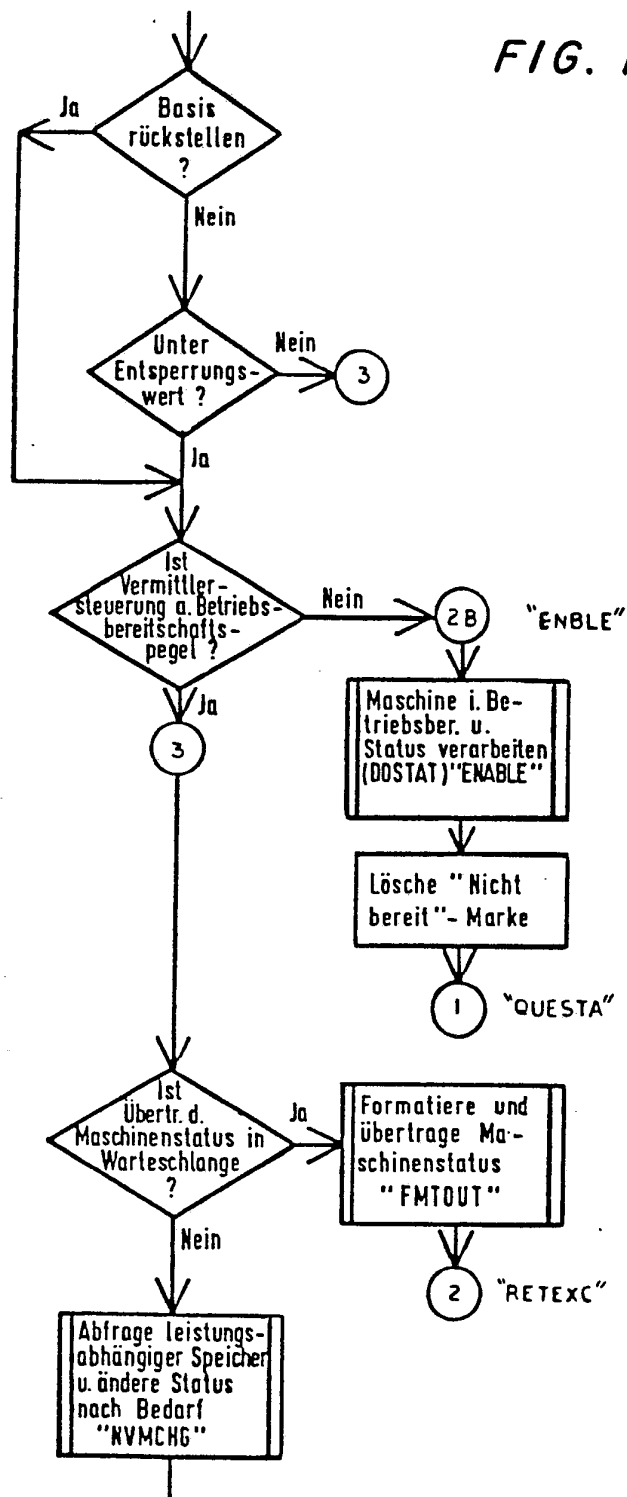 FIG.
Ja
Basis
rückstellen
?
Nein
Unter
Entsperrungs-
wert ?
Nein
3
Ja
Ist
Vermittler-
steuerung a. Betriebs-
bereitschafts-
pegel ?
Nein
2B
"ENBLE"
Ja
3
Maschine i. Be-
triebsber. u.
Status verarbeiten
(DOSTAT)"ENABLE"
Lösche "Nicht
bereit"- Marke
1
"QUESTA"
Ist
Übertr. d.
Maschinenstatus in
Warteschlange
?
Ja
Formatiere und
übertrage Ma-
schinenstatus
"FMTOUT"
Nein
2
"RETEXC"
Abfrage leistungs-
abhängiger Speicher
u. ändere Status
nach Bedarf
"NVMCHG"